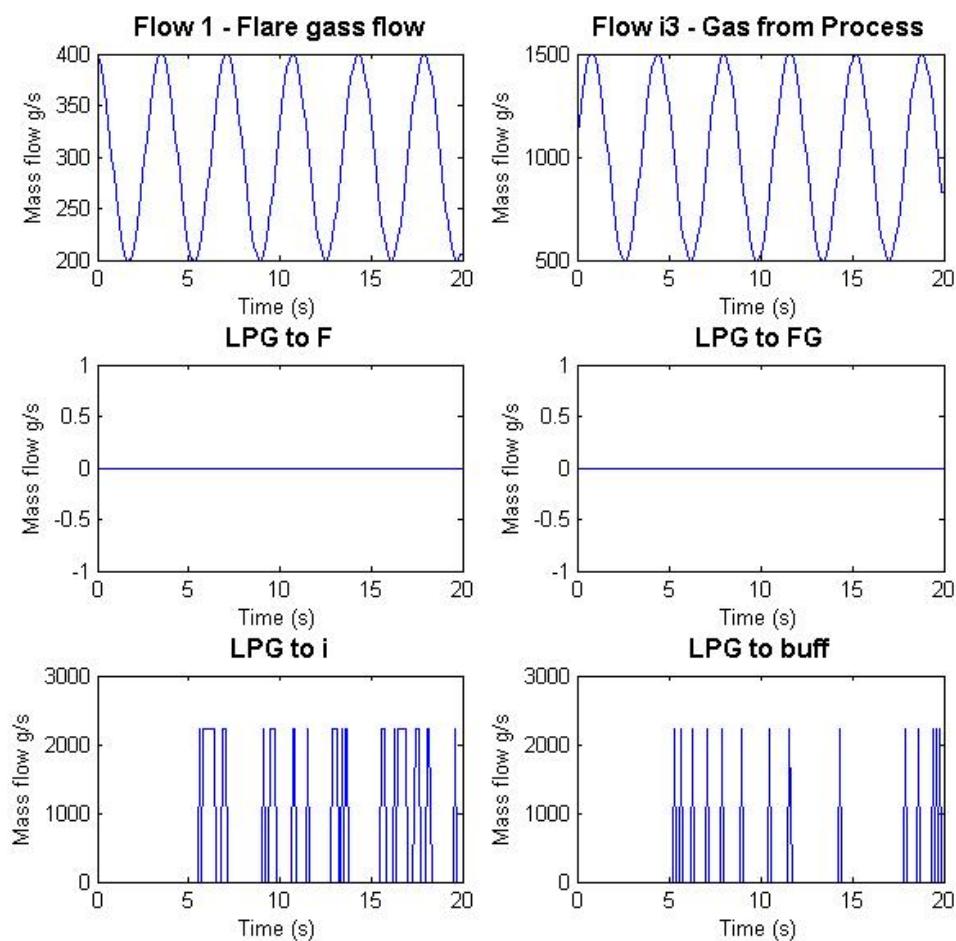 Flow 1 - Flare gass flow
400
350
300
250
200
Mass flow g/s
0 5 10 15 20
Time (s)
Flow i3 - Gas from Process
1500
1000
500
Mass flow g/s
0 5 10 15 20
Time (s)
LPG to F
1
0.5
0
-0.5
-1
Mass flow g/s
0 5 10 15 20
Time (s)
LPG to FG
1
0.5
0
-0.5
-1
Mass flow g/s
0 5 10 15 20
Time (s)
LPG to i
3000
2000
1000
0
Mass flow g/s
0 5 10 15 20
Time (s)
LPG to buff
3000
2000
1000
0
Mass flow g/s
0 5 10 15 20
Time (s)